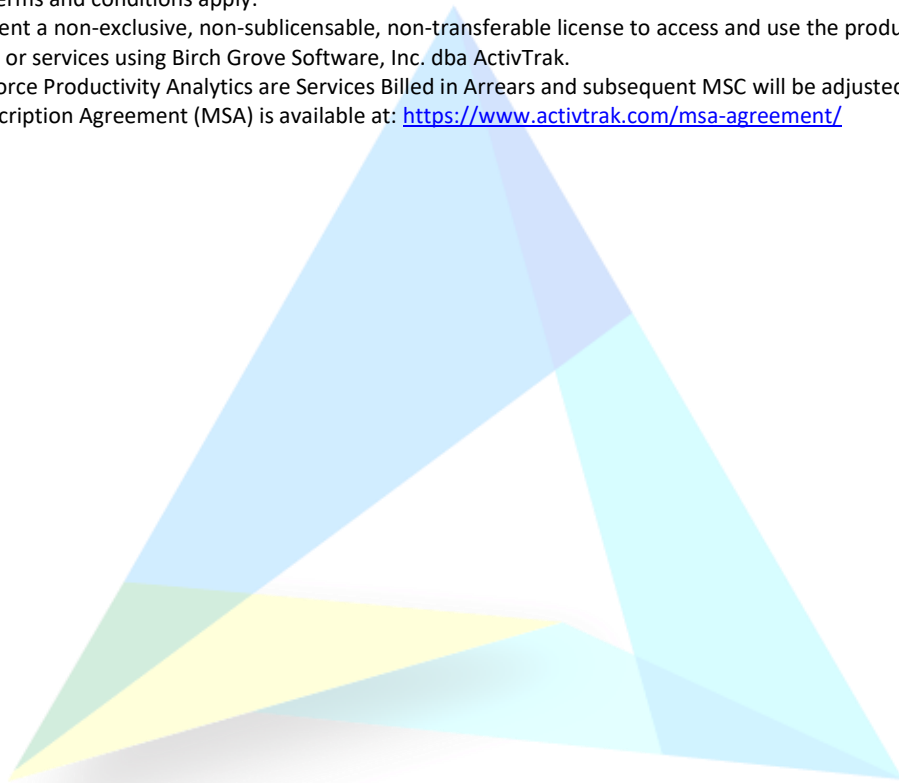 erms and conditions apply:
ent a non-exclusive, non-sublicensable, non-transferable license to access and use the produ
or services using Birch Grove Software, Inc. dba ActivTrak.
orce Productivity Analytics are Services Billed in Arrears and subsequent MSC will be adjusted
cription Agreement (MSA) is available at: https://www.activtrak.com/msa-agreement/